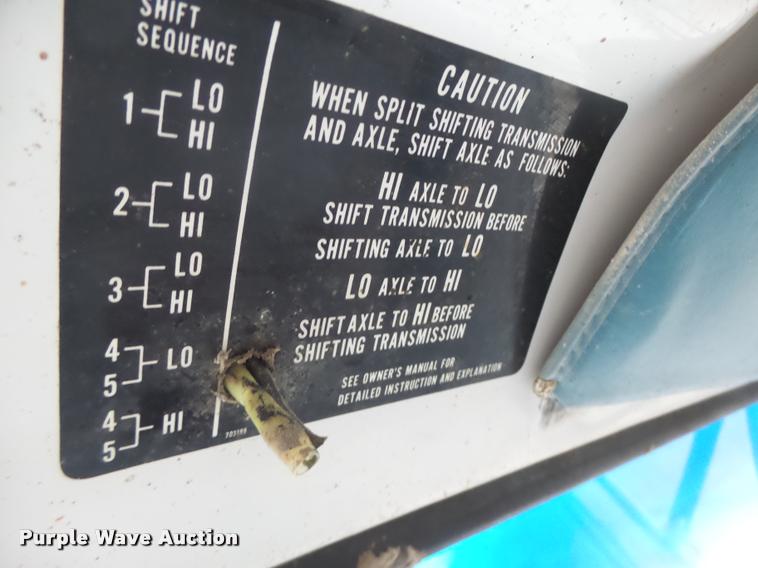 SHIFT
SEQUENCE
1 LO
HI
2 LO
HI
3 LO
HI
4
5 LO
4
5 HI
CAUTION
WHEN SPLIT SHIFTING TRANSMISSION
AND AXLE, SHIFT AXLE AS FOLLOWS:
HI AXLE TO LO
SHIFT TRANSMISSION BEFORE
SHIFTING AXLE TO LO
LO AXLE TO HI
SHIFT AXLE TO HI BEFORE
SHIFTING TRANSMISSION
SEE OWNER'S MANUAL FOR
DETAILED INSTRUCTION AND EXPLANATION
Purple Wave Auction